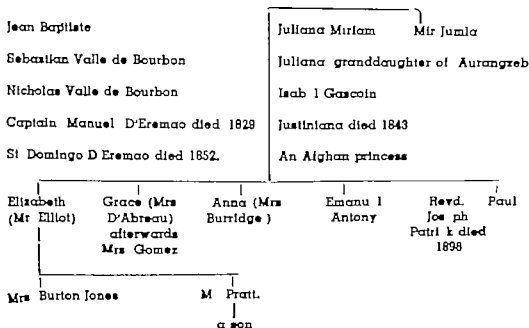 Jean Baptiste
Juliana Miriam Mir Jumla
Sebastian Valle de Bourbon
Juliana granddaughter of Aurangzeb
Nicholas Valle de Bourbon
Isab l Gascoin
Captain Manuel D'Eremao died 1829
Justiniana died 1843
St Domingo D Eremao died 1852.
An Afghan princess
Elizabeth
(Mr Elliot)
Grace (Mrs
D'Abreau)
afterwards
Mrs Gomez
Anna (Mrs
Burridge)
Emanu l
Antony
Revd.
Jos ph
Patri k died
1898
Paul
Mrs Burton Jones
M Pratt.
a son